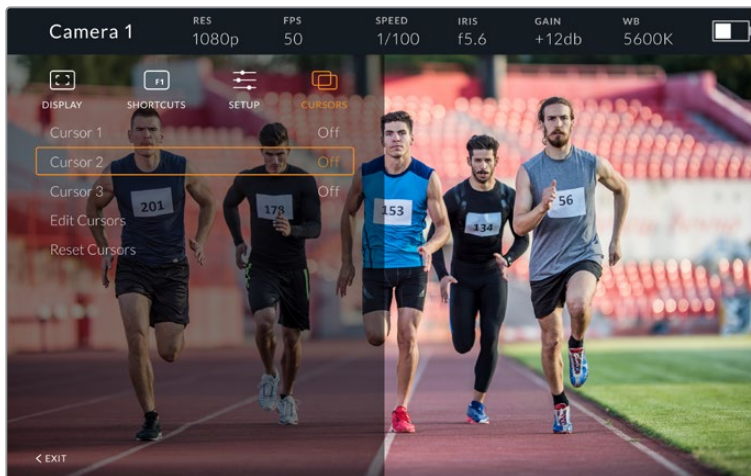 Camera 1
RES
1080p
FPS
50
SPEED
1/100
IRIS
f5.6
GAIN
+12db
WB
5600K
DISPLAY
F1
SHORTCUTS
SETUP
CURSORS
Cursor 1 Off
Cursor 2 Off
Cursor 3 Off
Edit Cursors
Reset Cursors
201
178
153
134
56
< EXIT